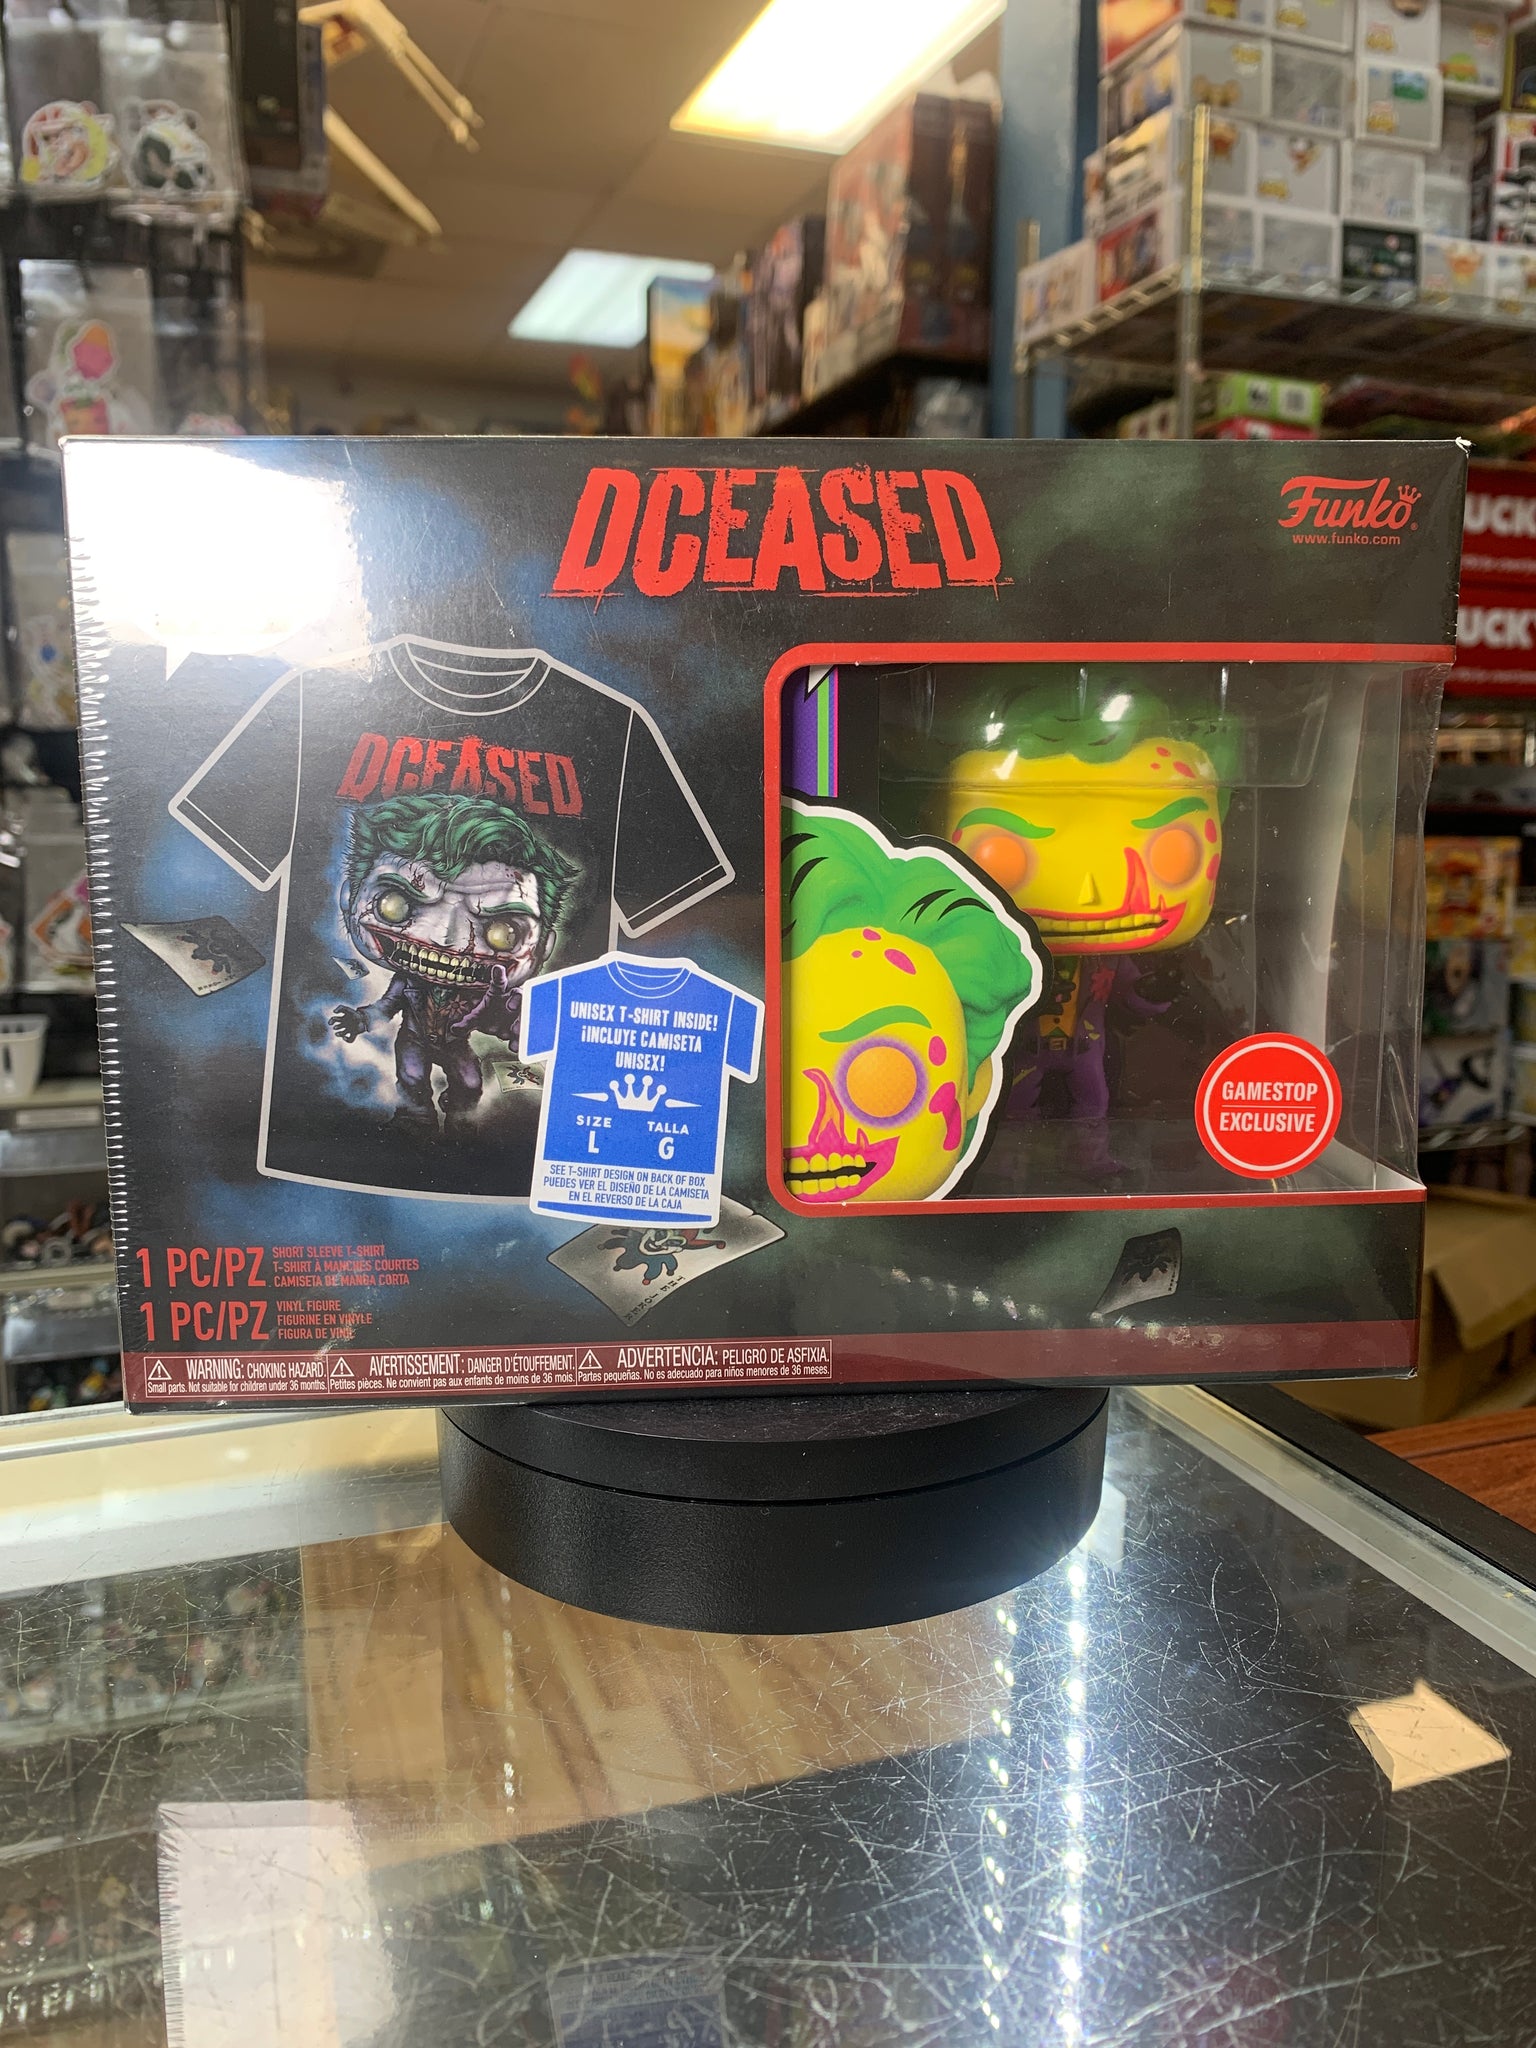 DCEASED
Funko
www.funko.com
DCEASED
UNISEX T-SHIRT INSIDE!
¡INCLUYE CAMISETA
UNISEX!
SIZE TALLA
L G
SEE T-SHIRT DESIGN ON BACK OF BOX
PUEDES VER EL DISEÑO DE LA CAMISETA
EN EL REVERSO DE LA CAJA
GAMESTOP
EXCLUSIVE
THE JOKER
1 PC/PZ
SHORT SLEEVE T-SHIRT
T-SHIRT À MANCHES COURTES
CAMISETA DE MANGA CORTA
1 PC/PZ
VINYL FIGURE
FIGURINE EN VINYLE
FIGURA DE VINIL
WARNING: CHOKING HAZARD.
Small parts. Not suitable for children under 36 months.
AVERTISSEMENT: DANGER D'ÉTOUFFEMENT.
Petites pièces. Ne convient pas aux enfants de moins de 36 mois.
ADVERTENCIA: PELIGRO DE ASFIXIA.
Partes pequeñas. No es adecuado para niños menores de 36 meses.
UCK
UCK